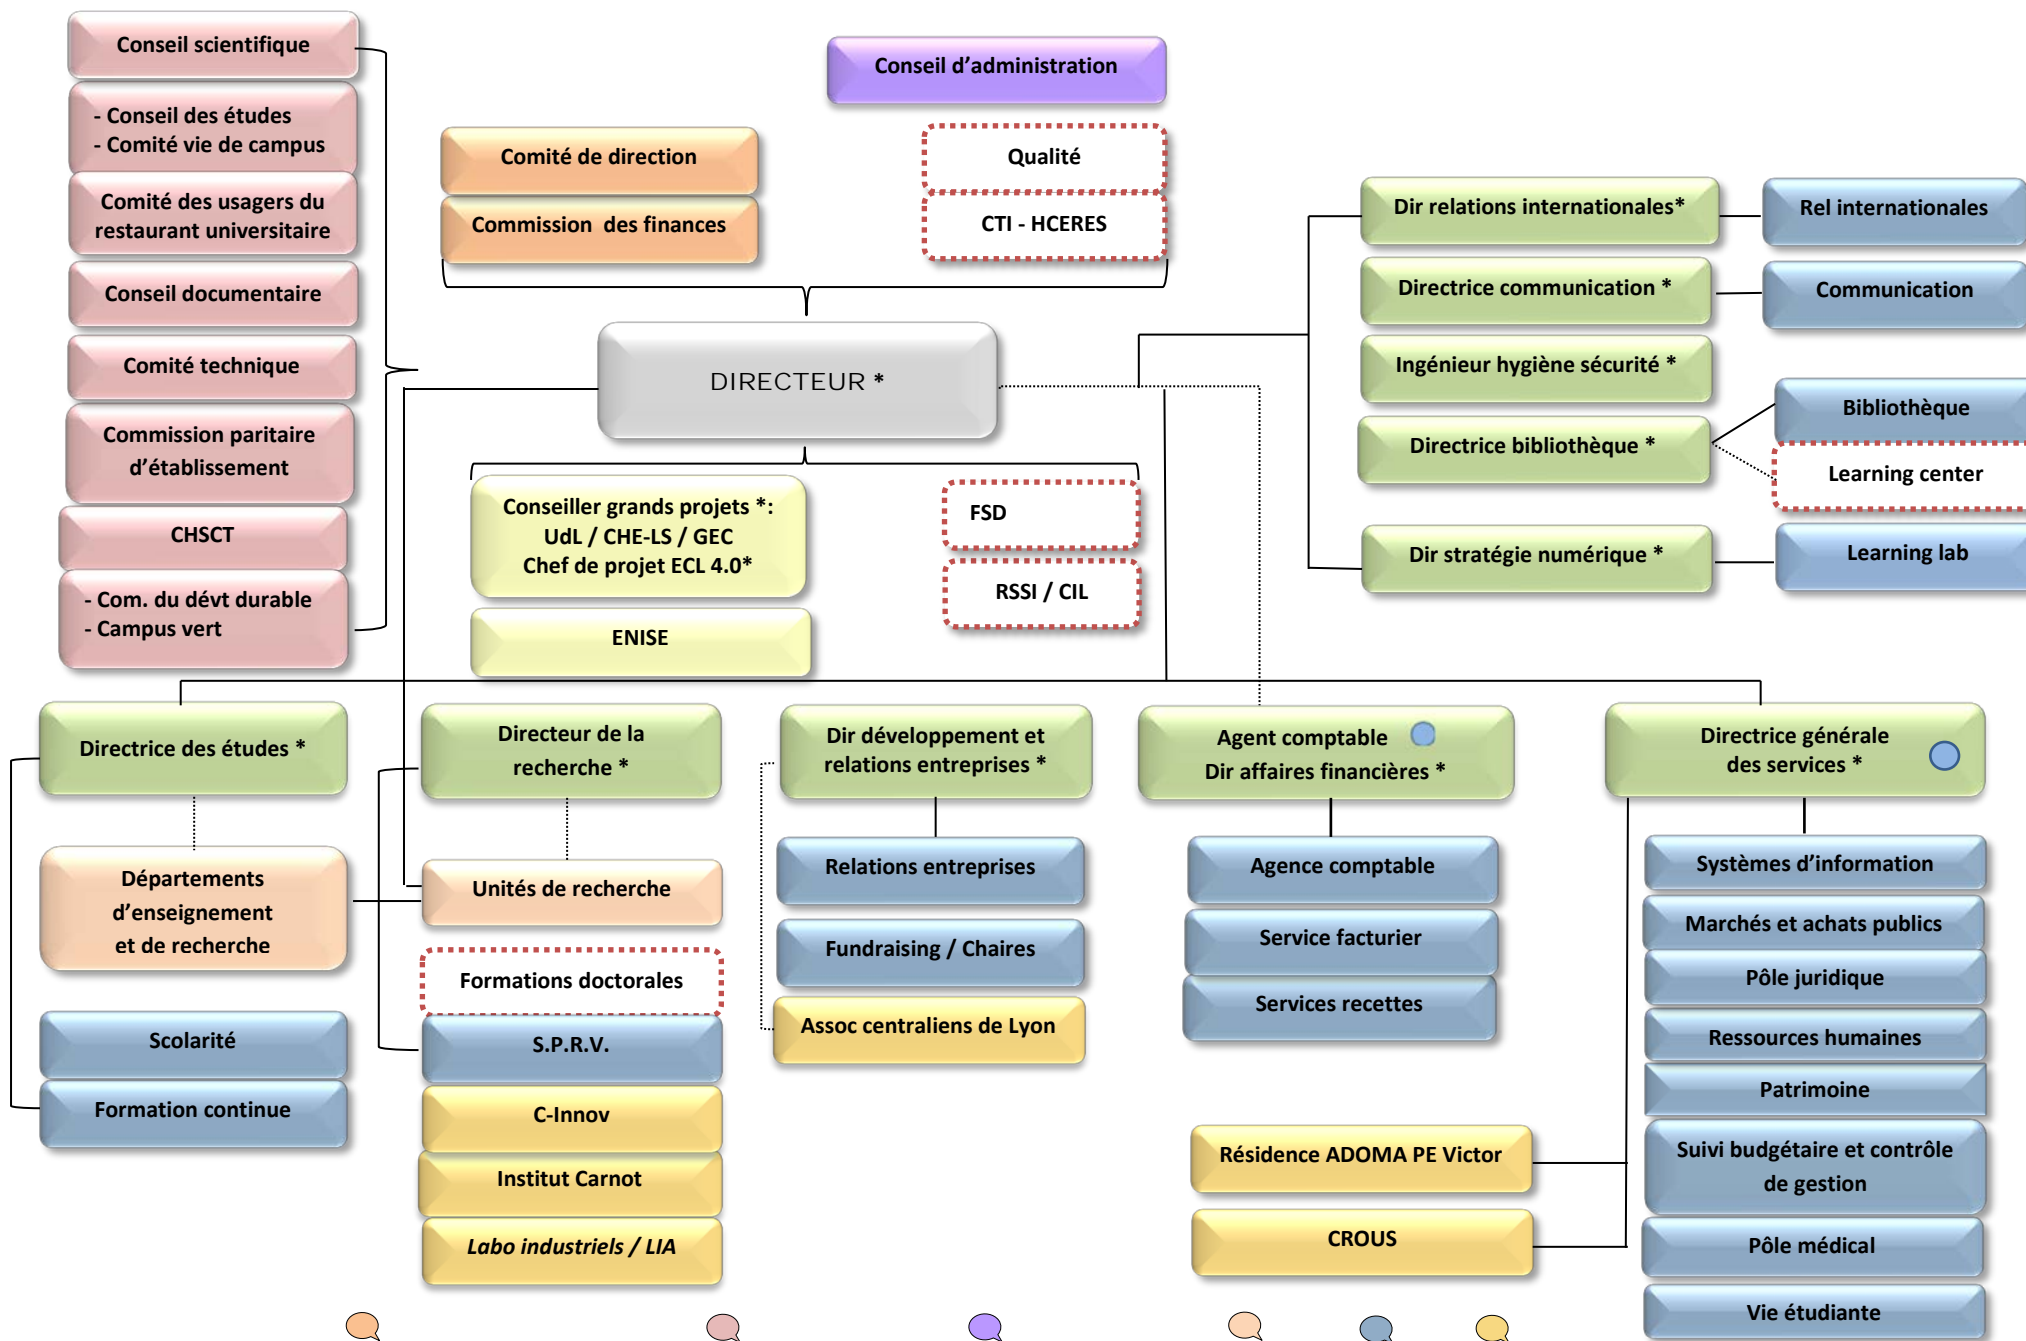 Conseil scientifique
- Conseil des études
- Comité vie de campus
Comité des usagers du
restaurant universitaire
Conseil documentaire
Comité technique
Commission paritaire
d’établissement
CHSCT
- Com. du dévt durable
- Campus vert
Conseil d’administration
Comité de direction
Commission des finances
Qualité
CTI - HCERES
DIRECTEUR *
Conseiller grands projets *:
UdL / CHE-LS / GEC
Chef de projet ECL 4.0*
ENISE
FSD
RSSI / CIL
Dir relations internationales*
Rel internationales
Directrice communication *
Communication
Ingénieur hygiène sécurité *
Directrice bibliothèque *
Bibliothèque
Learning center
Dir stratégie numérique *
Learning lab
Directrice des études *
Départements
d’enseignement
et de recherche
Scolarité
Formation continue
Directeur de la
recherche *
Unités de recherche
Formations doctorales
S.P.R.V.
C-Innov
Institut Carnot
Labo industriels / LIA
Dir développement et
relations entreprises *
Relations entreprises
Fundraising / Chaires
Assoc centraliens de Lyon
Agent comptable
Dir affaires financières *
Agence comptable
Service facturier
Services recettes
Résidence ADOMA PE Victor
CROUS
Directrice générale
des services *
Systèmes d’information
Marchés et achats publics
Pôle juridique
Ressources humaines
Patrimoine
Suivi budgétaire et contrôle
de gestion
Pôle médical
Vie étudiante